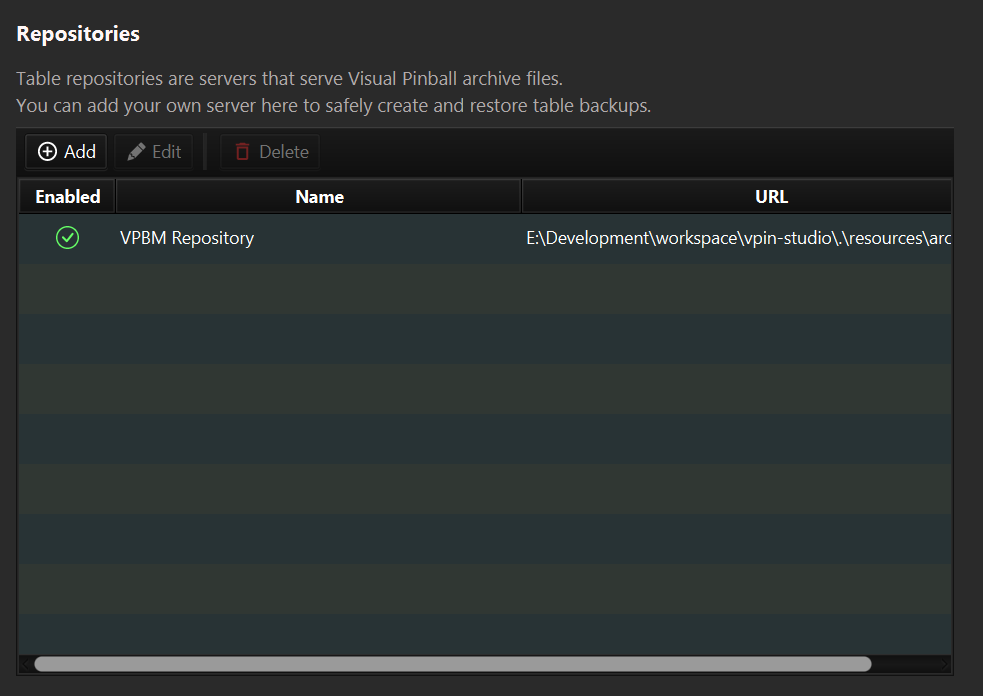 Repositories
Table repositories are servers that serve Visual Pinball archive files.
You can add your own server here to safely create and restore table backups.
Add Edit Delete
Enabled Name URL
VPBM Repository E:\Development\workspace\vpin-studio\.\resources\arc